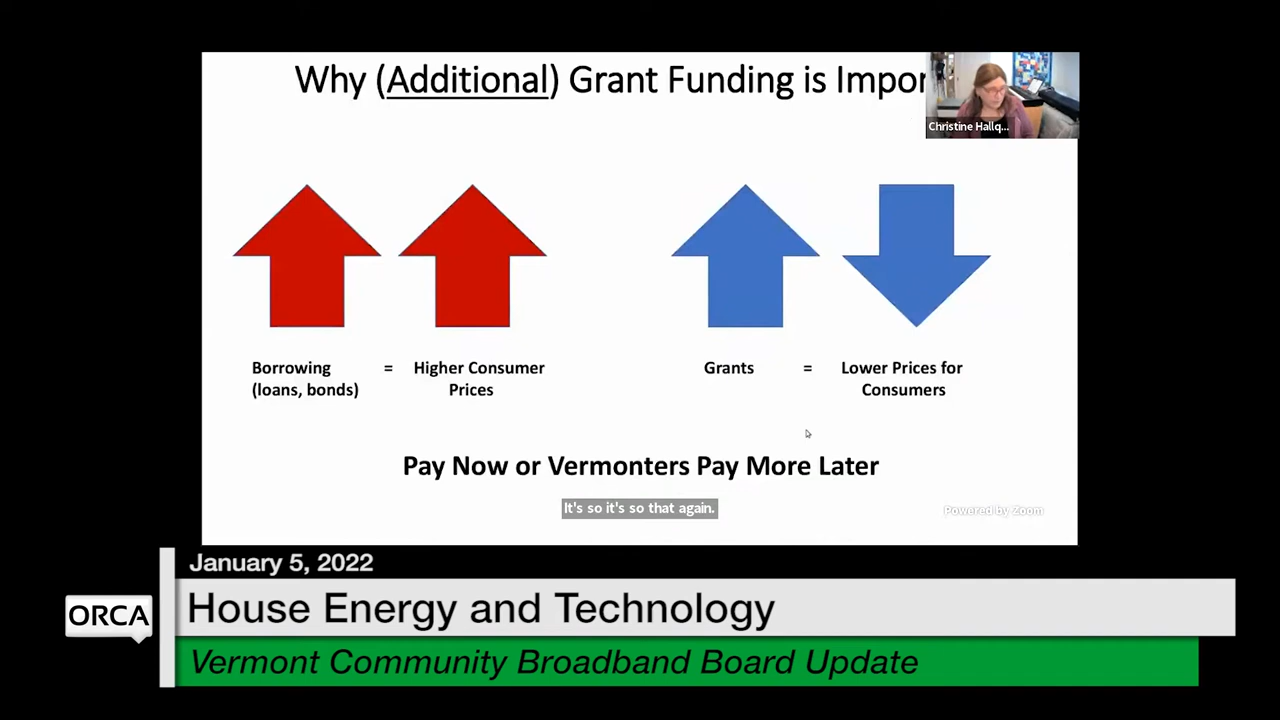 Why (Additional) Grant Funding is Impor
Christine Hallq...
Borrowing = Higher Consumer
(loans, bonds) Prices
Grants = Lower Prices for
Consumers
Pay Now or Vermonters Pay More Later
It's so it's so that again.
Powered by Zoom
January 5, 2022
ORCA
House Energy and Technology
Vermont Community Broadband Board Update